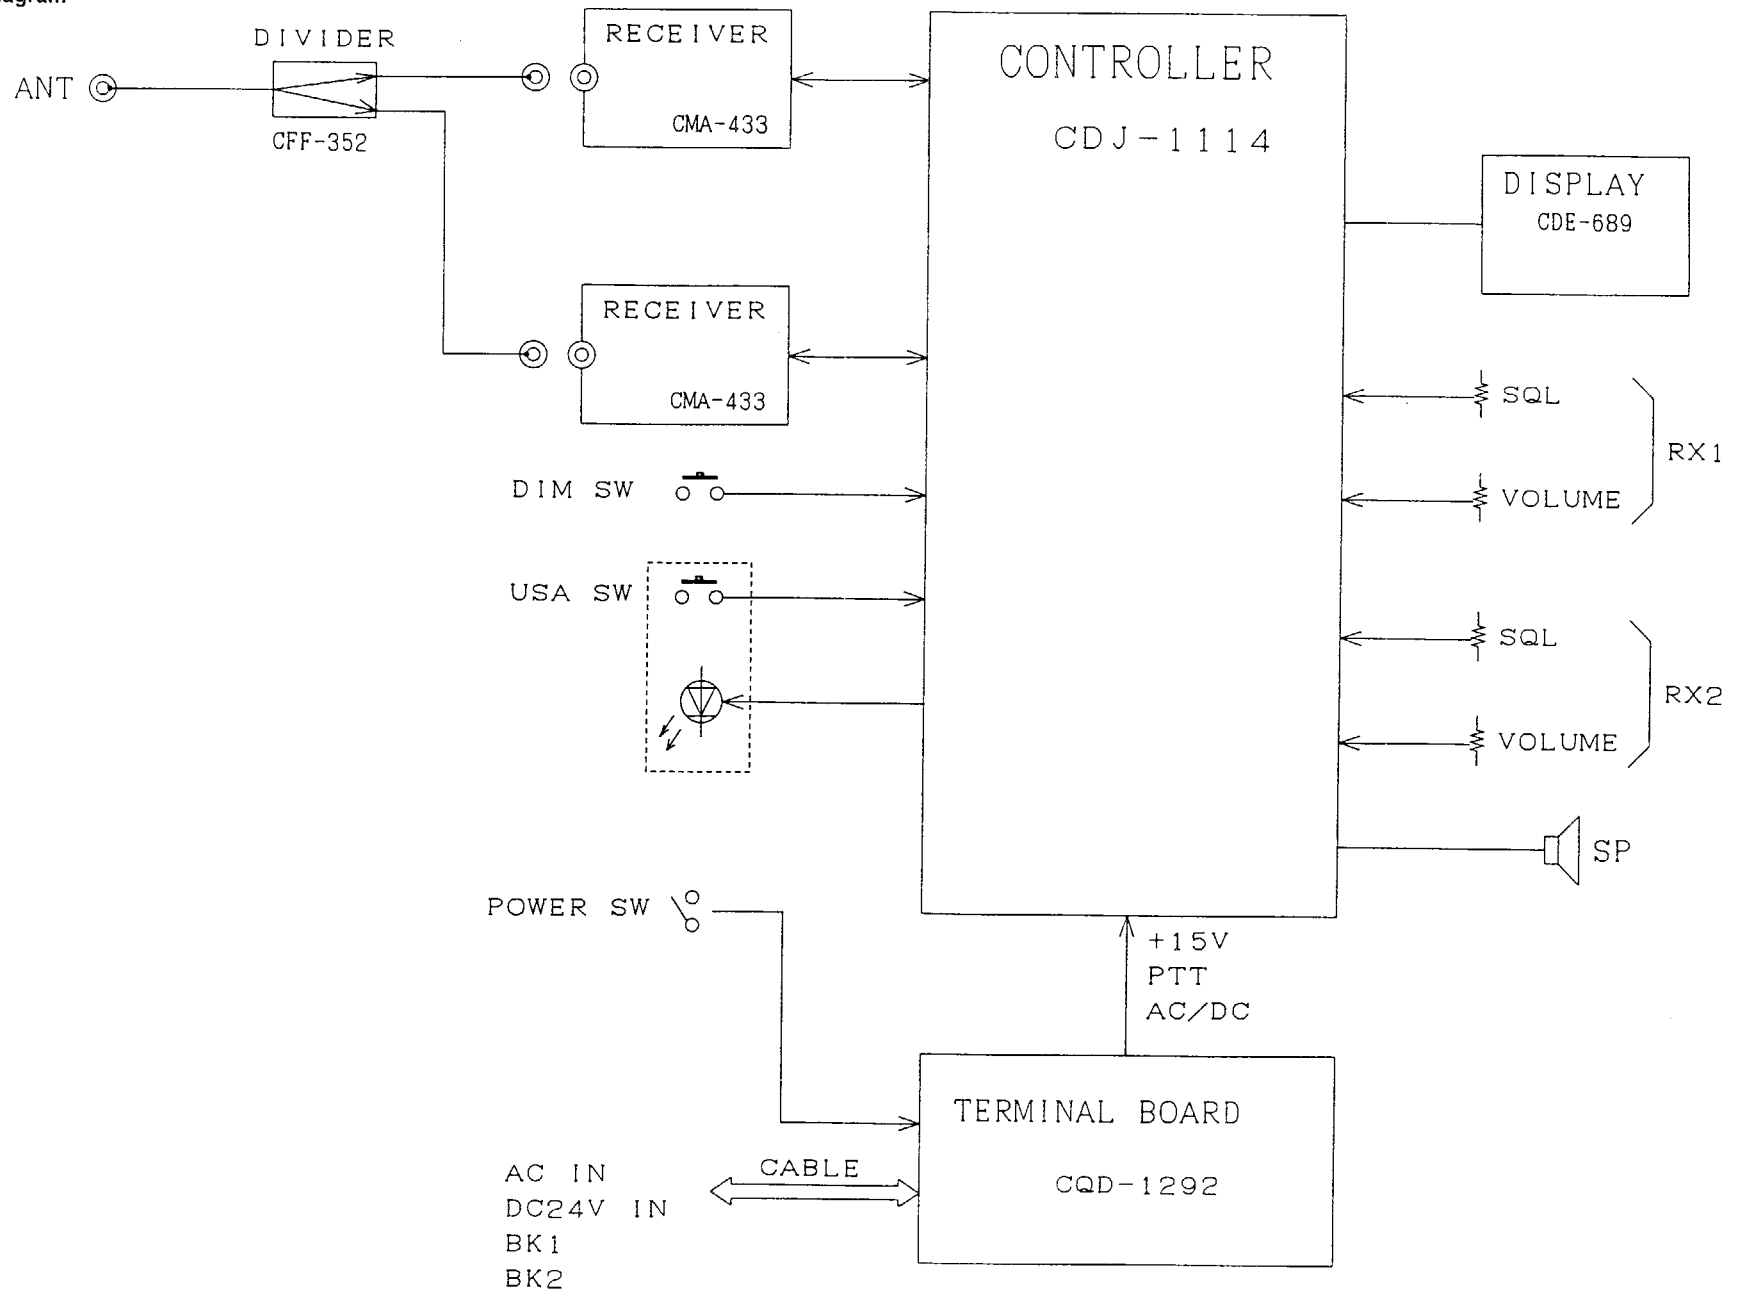 DIVIDER
ANT
CFF-352
RECEIVER
CMA-433
CONTROLLER
CDJ-1114
DISPLAY
CDE-689
RECEIVER
CMA-433
SQL
VOLUME
RX1
DIM SW
USA SW
SQL
VOLUME
RX2
SP
POWER SW
+15V
PTT
AC/DC
TERMINAL BOARD
CQD-1292
CABLE
AC IN
DC24V IN
BK1
BK2